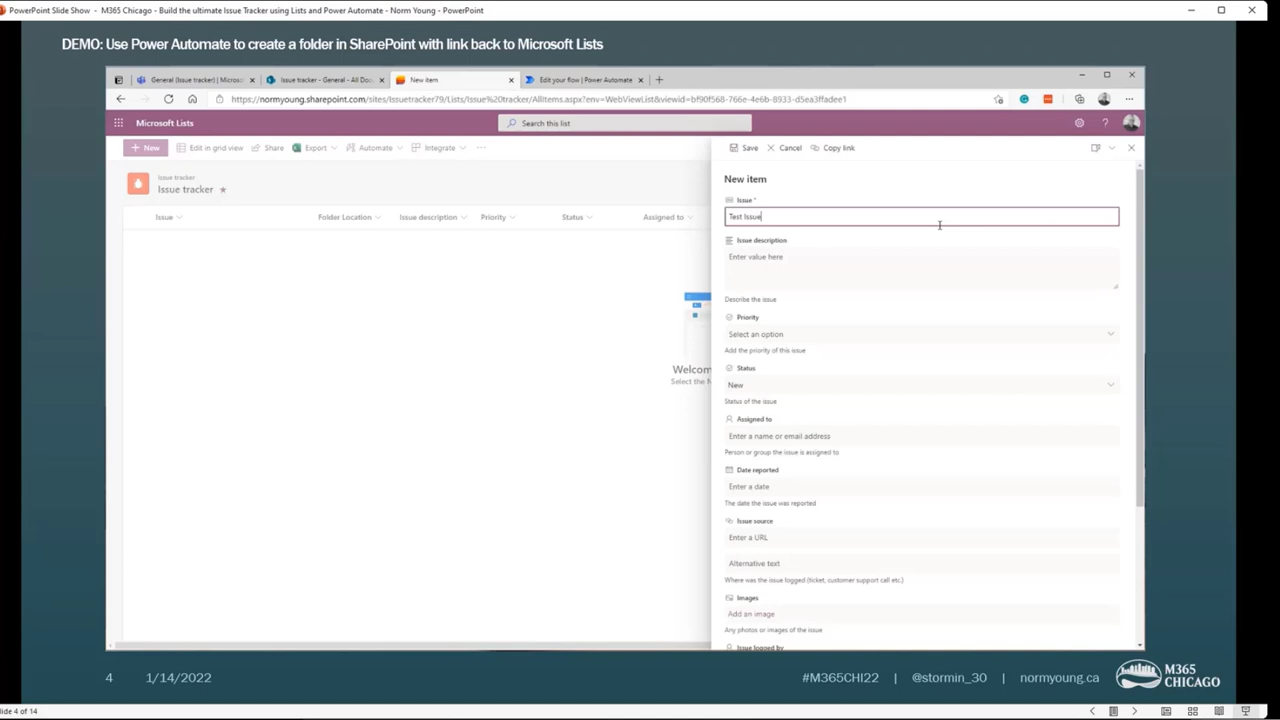 PowerPoint Slide Show - M365 Chicago - Build the ultimate Issue Tracker using Lists and Power Automate - Norm Young - PowerPoint
DEMO: Use Power Automate to create a folder in SharePoint with link back to Microsoft Lists
General (Issue tracker) | Micros
Issue tracker - General - All Doc
New item
Edit your flow | Power Automate
https://normyoung.sharepoint.com/sites/Issuetracker79/Lists/Issue%20tracker/AllItems.aspx?env=WebViewList&viewid=bf90f568-766e-4e6b-8933-d5ea3ffadee1
Microsoft Lists
Search this list
New
Edit in grid view
Share
Export
Automate
Integrate
Issue tracker
Issue tracker
Issue
Folder Location
Issue description
Priority
Status
Assigned to
Welcom
Select the N
Save
Cancel
Copy link
New item
Issue *
Test Issue
Issue description
Enter value here
Describe the issue
Priority
Select an option
Add the priority of this issue
Status
New
Status of the issue
Assigned to
Enter a name or email address
Person or group the issue is assigned to
Date reported
Enter a date
The date the issue was reported
Issue source
Enter a URL
Alternative text
Where was the issue logged (ticket, customer support call etc.)
Images
Add an image
Any photos or images of the issue
Issue logged by
4
1/14/2022
#M365CHI22 | @stormin_30 | normyoung.ca
M365
CHICAGO
Slide 4 of 14